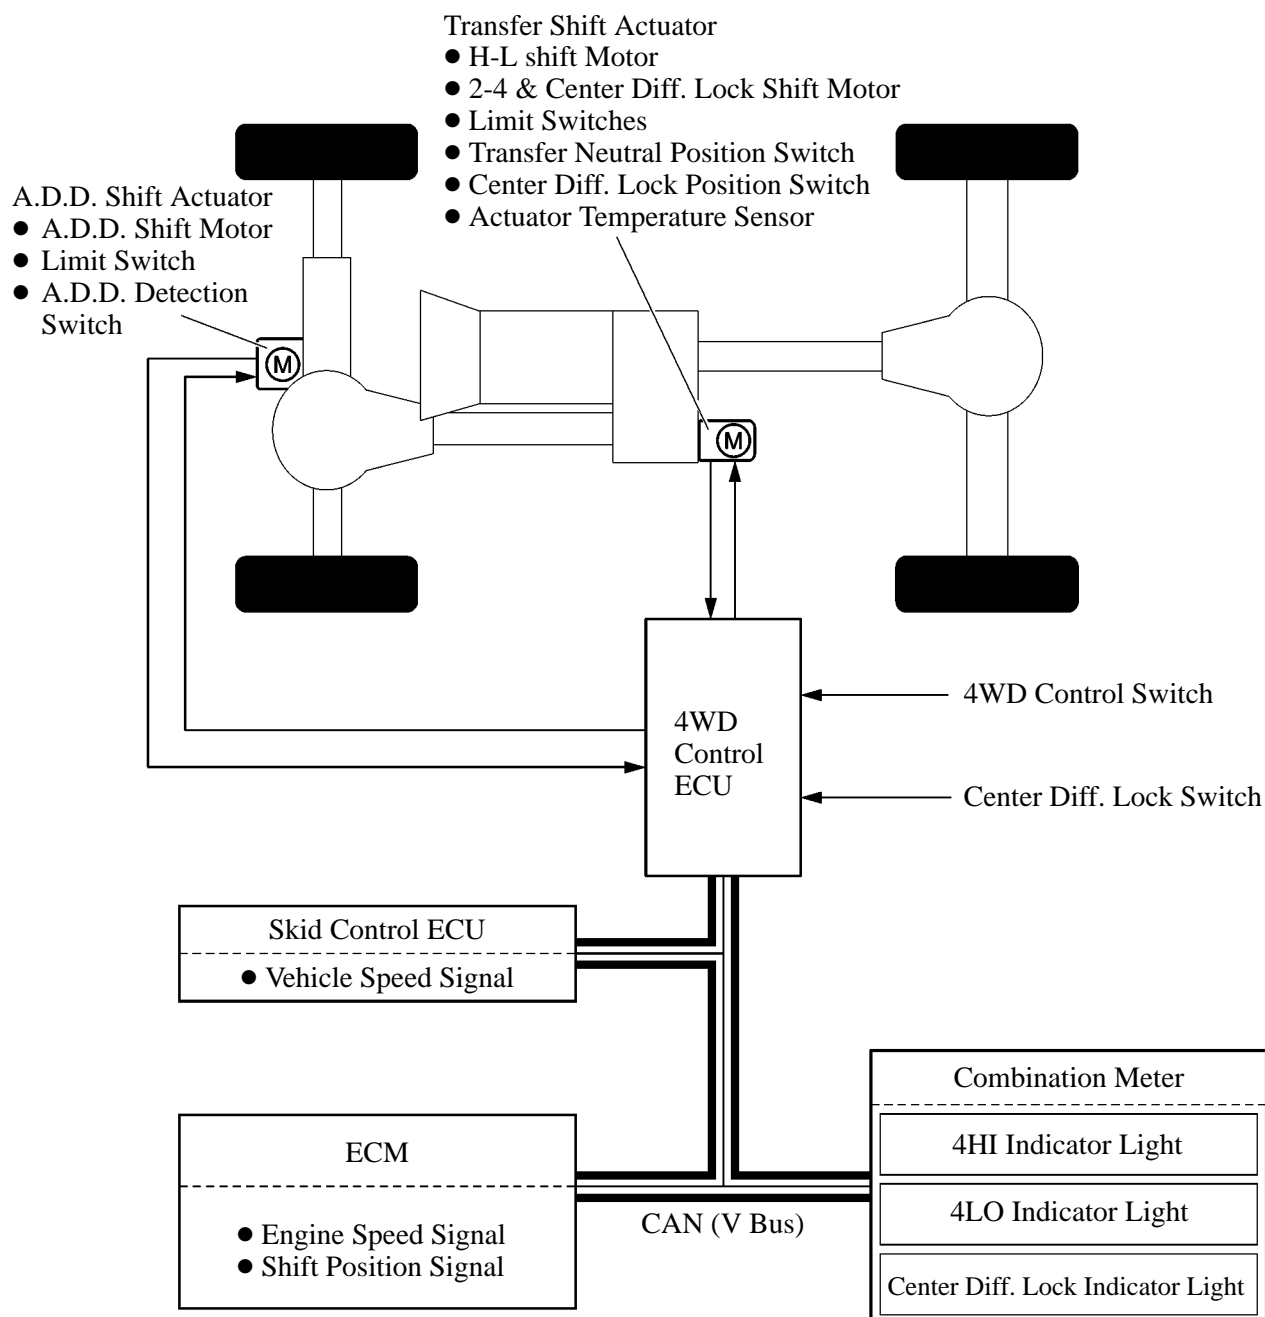 Transfer Shift Actuator
● H-L shift Motor
● 2-4 & Center Diff. Lock Shift Motor
● Limit Switches
● Transfer Neutral Position Switch
● Center Diff. Lock Position Switch
● Actuator Temperature Sensor
A.D.D. Shift Actuator
● A.D.D. Shift Motor
● Limit Switch
● A.D.D. Detection
Switch
M
M
4WD
Control
ECU
4WD Control Switch
Center Diff. Lock Switch
Skid Control ECU
● Vehicle Speed Signal
ECM
● Engine Speed Signal
● Shift Position Signal
CAN (V Bus)
Combination Meter
4HI Indicator Light
4LO Indicator Light
Center Diff. Lock Indicator Light